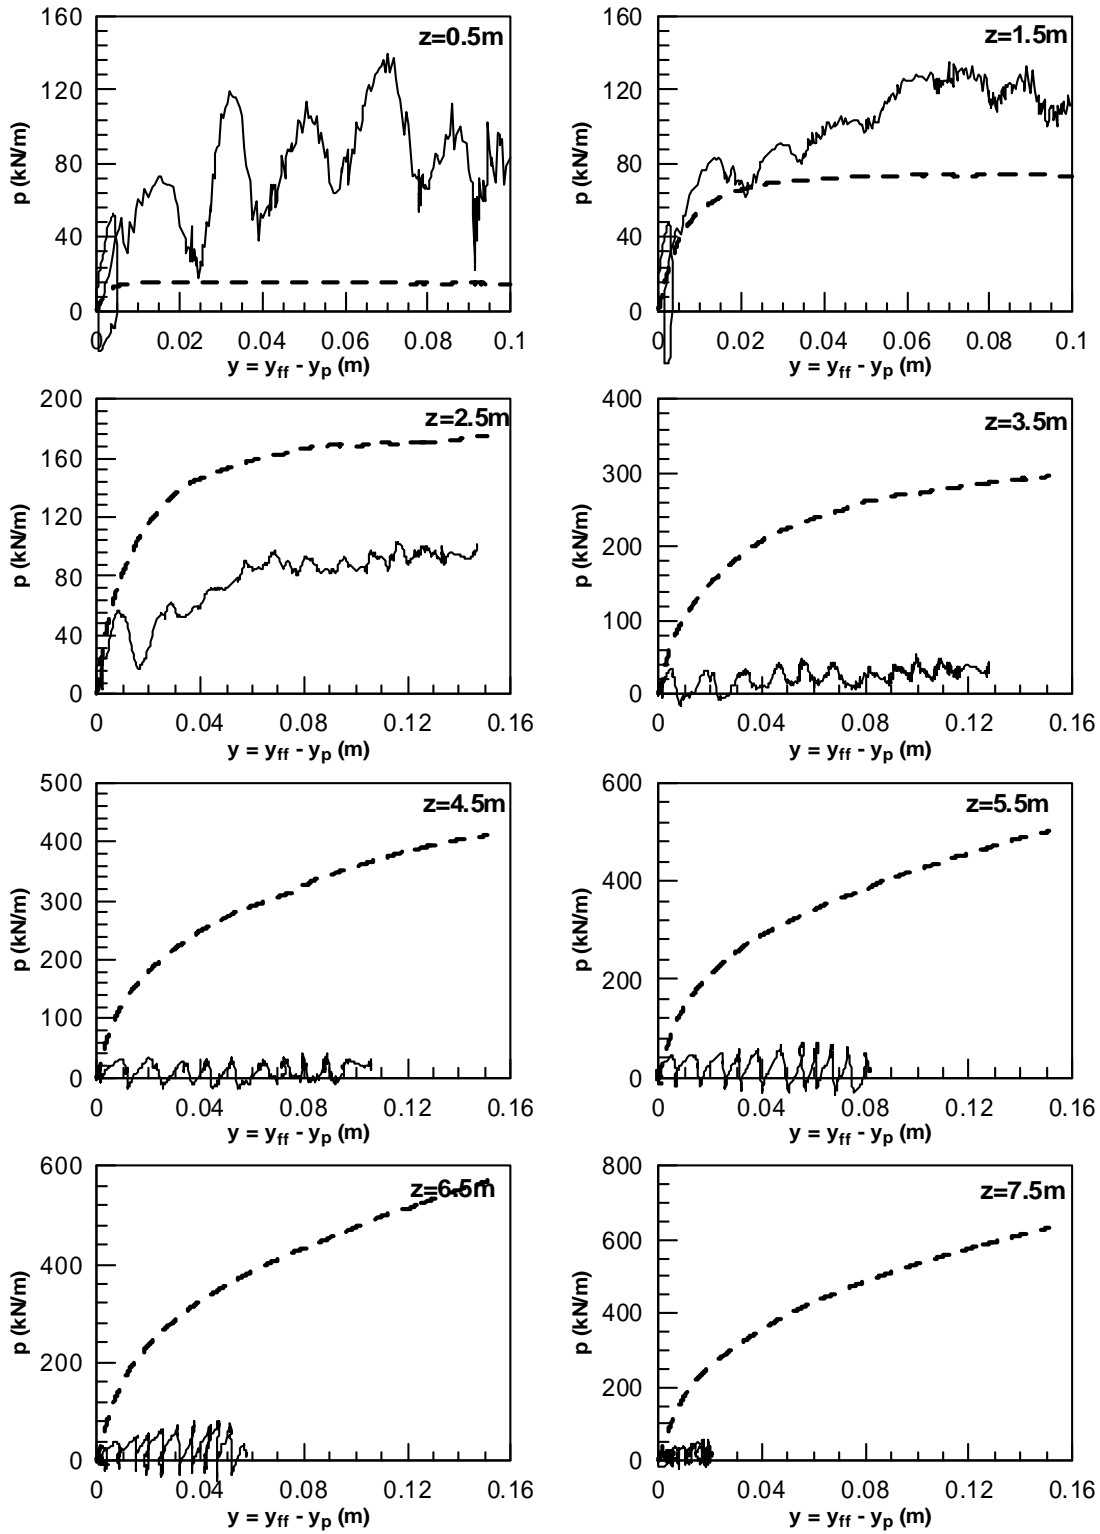 z=0.5m
p (kN/m)
160
120
80
40
0
0 0.02 0.04 0.06 0.08 0.1
y = yff - yp (m)
z=1.5m
p (kN/m)
160
120
80
40
0
0 0.02 0.04 0.06 0.08 0.1
y = yff - yp (m)
z=2.5m
p (kN/m)
200
160
120
80
40
0
0 0.04 0.08 0.12 0.16
y = yff - yp (m)
z=3.5m
p (kN/m)
400
300
200
100
0
0 0.04 0.08 0.12 0.16
y = yff - yp (m)
z=4.5m
p (kN/m)
500
400
300
200
100
0
0 0.04 0.08 0.12 0.16
y = yff - yp (m)
z=5.5m
p (kN/m)
600
400
200
0
0 0.04 0.08 0.12 0.16
y = yff - yp (m)
z=6.5m
p (kN/m)
600
400
200
0
0 0.04 0.08 0.12 0.16
y = yff - yp (m)
z=7.5m
p (kN/m)
800
600
400
200
0
0 0.04 0.08 0.12 0.16
y = yff - yp (m)